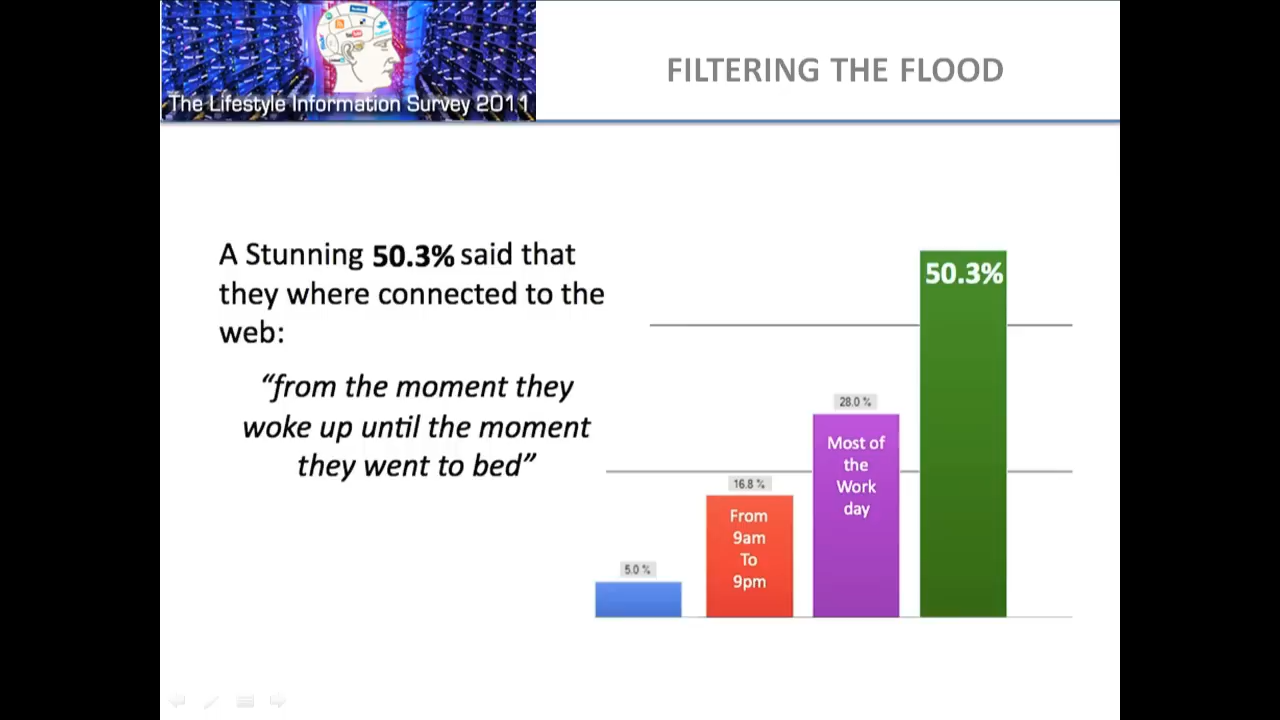 The Lifestyle Information Survey 2011
FILTERING THE FLOOD
A Stunning 50.3% said that
they where connected to the
web:
“from the moment they
woke up until the moment
they went to bed”
5.0 %
16.8 %
From
9am
To
9pm
28.0 %
Most of
the
Work
day
50.3%